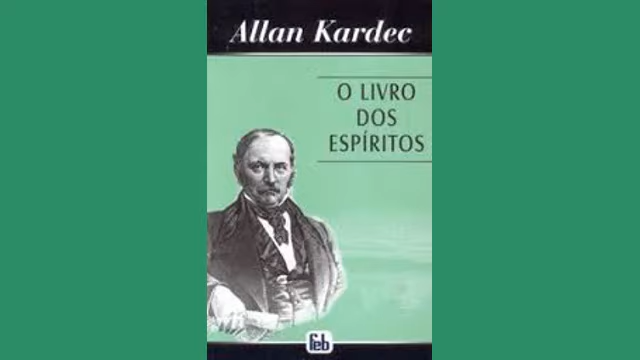 Allan Kardec
O LIVRO
DOS
ESPÍRITOS
feb